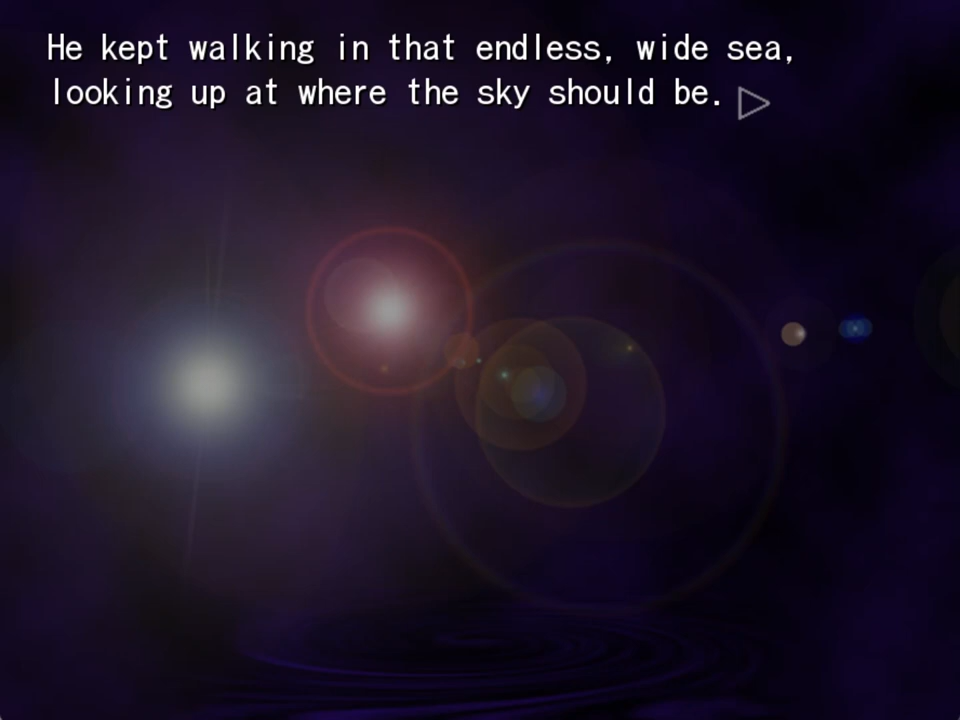 He kept walking in that endless, wide sea,
looking up at where the sky should be.